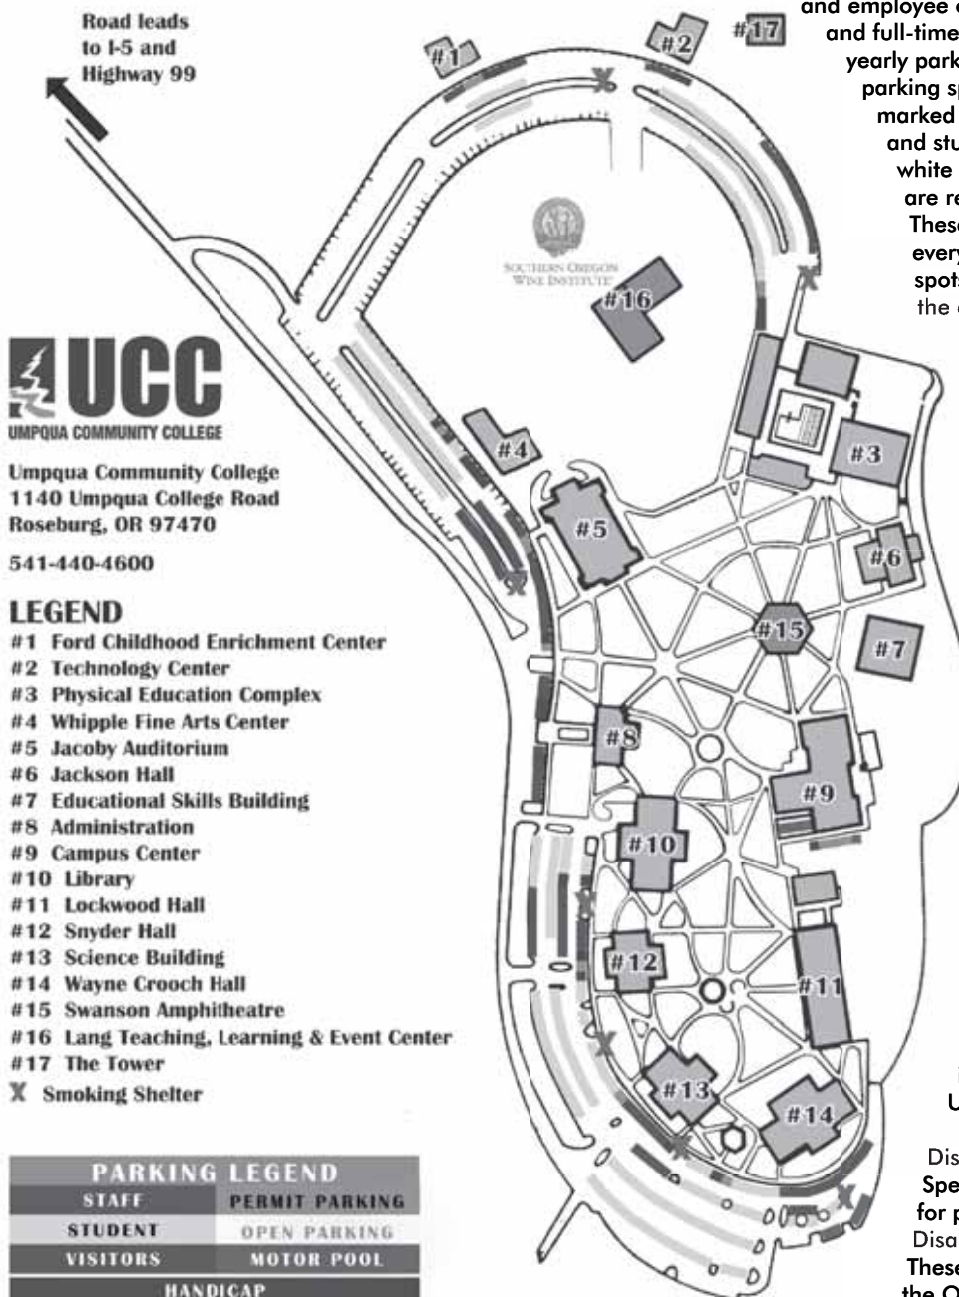 Road leads
to I-5 and
Highway 99
#1
#2
#17
and employee
and full-time
yearly park
parking sp
marked
and stu
white
are re
These
every
spots
the
SOUTHERN OREGON
WINE INSTITUTE
#16
UCC
UMPQUA COMMUNITY COLLEGE
#4
#3
Umpqua Community College
1140 Umpqua College Road
Roseburg, OR 97470
541-440-4600
#5
#6
#15
#7
LEGEND
#1 Ford Childhood Enrichment Center
#2 Technology Center
#3 Physical Education Complex
#4 Whipple Fine Arts Center
#5 Jacoby Auditorium
#6 Jackson Hall
#7 Educational Skills Building
#8 Administration
#9 Campus Center
#10 Library
#11 Lockwood Hall
#12 Snyder Hall
#13 Science Building
#14 Wayne Crooch Hall
#15 Swanson Amphitheatre
#16 Lang Teaching, Learning & Event Center
#17 The Tower
X Smoking Shelter
#8
#9
#10
#12
#11
#13
#14
PARKING LEGEND
STAFF PERMIT PARKING
STUDENT OPEN PARKING
VISITORS MOTOR POOL
HANDICAP
U
Dis
Spe
for p
Disa
These
the O